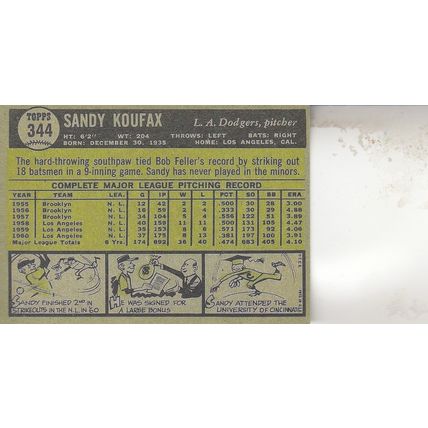 TOPPS
344
SANDY KOUFAX
L. A. Dodgers, pitcher
HT: 6'2" WT: 204 THROWS: LEFT BATS: RIGHT
BORN: DECEMBER 30, 1935 HOME: LOS ANGELES, CAL.
The hard-throwing southpaw tied Bob Feller's record by striking out
18 batsmen in a 9-inning game. Sandy has never played in the minors.
COMPLETE MAJOR LEAGUE PITCHING RECORD
YEAR TEAM LEA. G IP W L PCT SO BB ERA
1955 Brooklyn N. L. 12 42 2 2 .500 30 28 3.00
1956 Brooklyn N. L. 16 59 2 4 .333 30 29 4.88
1957 Brooklyn N. L. 34 104 5 4 .556 122 51 3.89
1958 Los Angeles N. L. 40 159 11 11 .500 131 105 4.47
1959 Los Angeles N. L. 35 153 8 6 .571 173 92 4.06
1960 Los Angeles N. L. 37 175 8 13 .381 197 100 3.91
Major League Totals 6 Yrs. 174 692 36 40 .474 683 405 4.10
SANDY FINISHED 2ND IN
STRIKEOUTS IN THE N.L. IN '60
HE WAS SIGNED FOR
A LARGE BONUS
SANDY ATTENDED THE
UNIVERSITY OF CINCINNATI